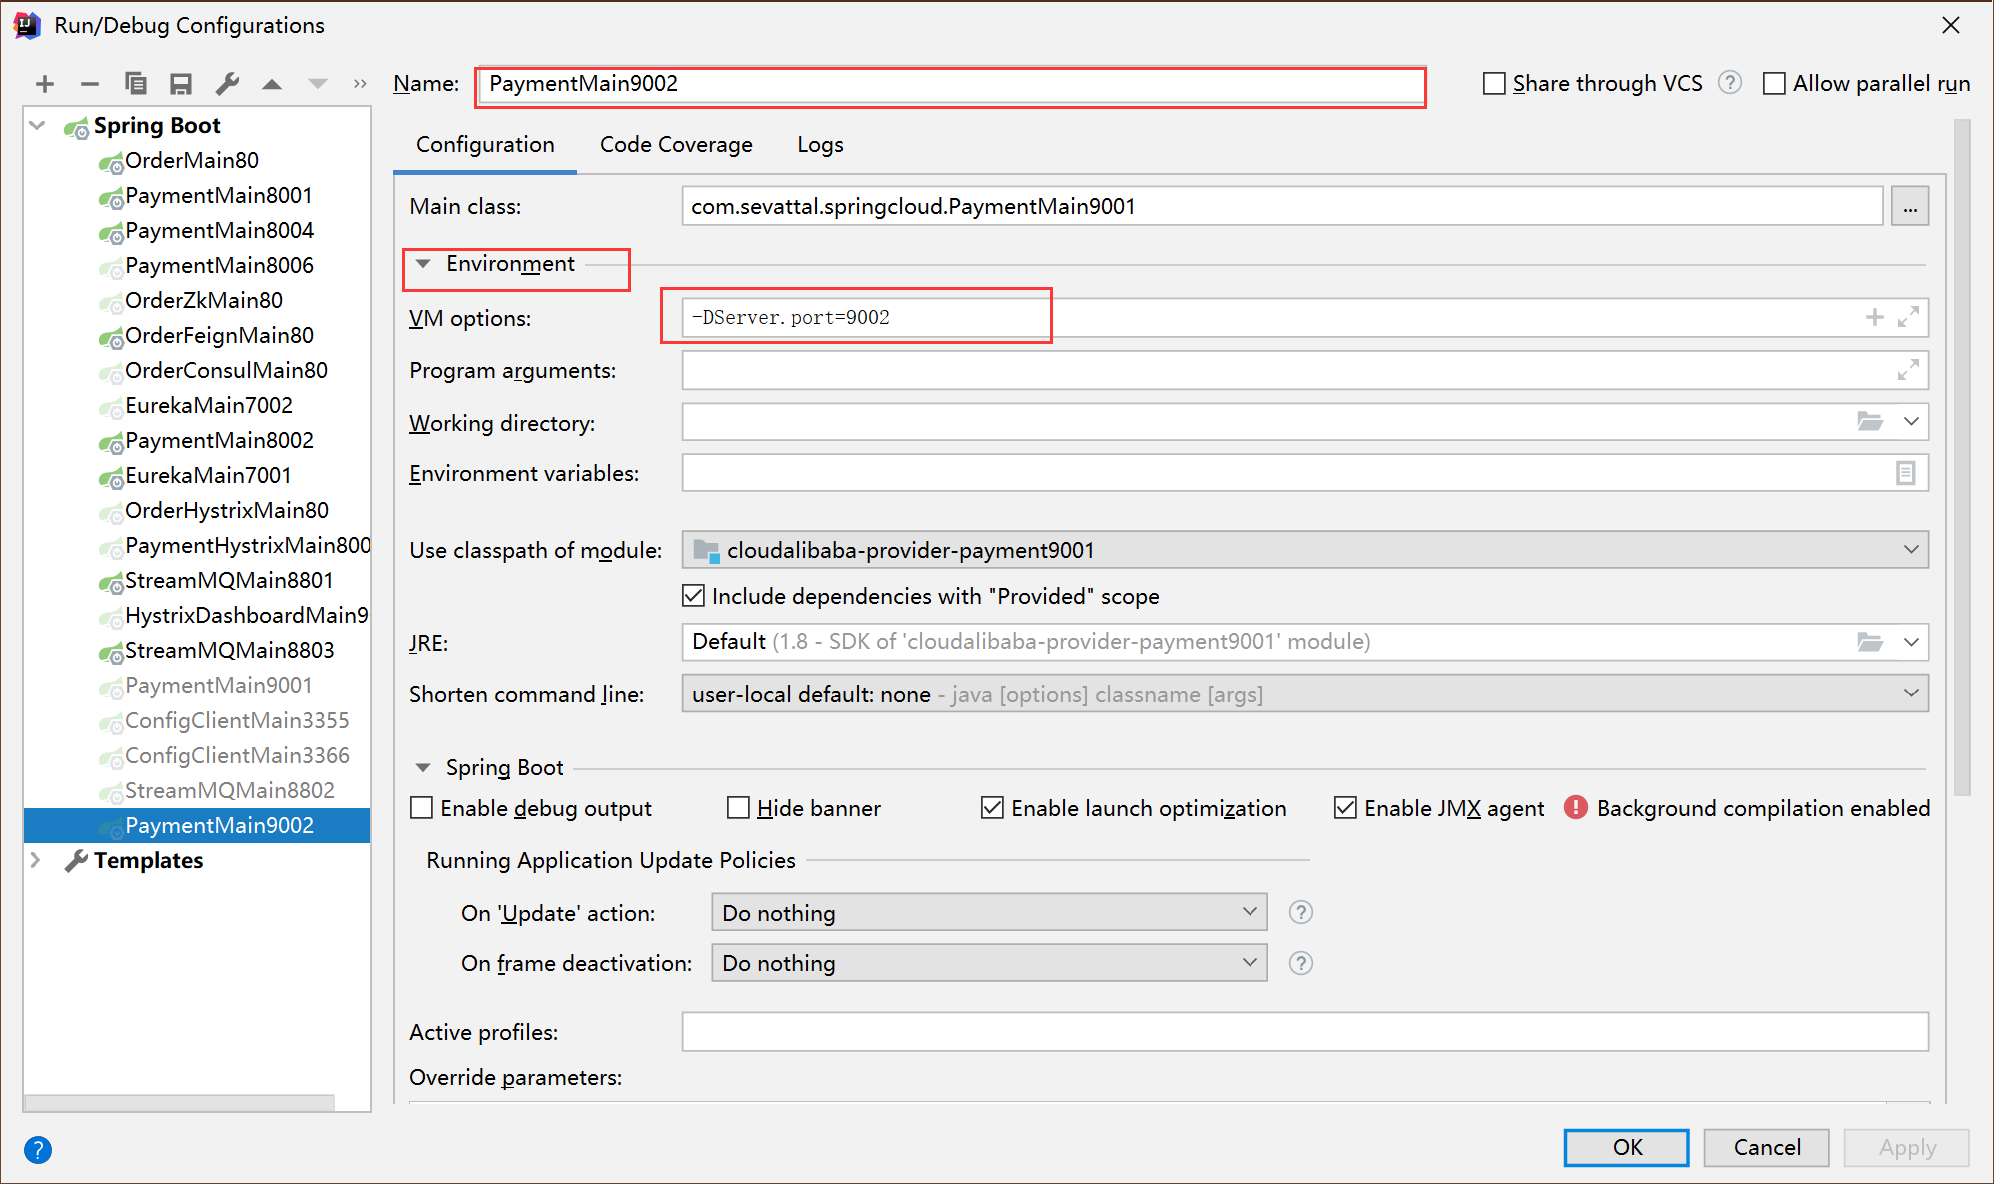 Run/Debug Configurations
Name: PaymentMain9002
Share through VCS ? Allow parallel run
Spring Boot
OrderMain80
PaymentMain8001
PaymentMain8004
PaymentMain8006
OrderZkMain80
OrderFeignMain80
OrderConsulMain80
EurekaMain7002
PaymentMain8002
EurekaMain7001
OrderHystrixMain80
PaymentHystrixMain800
StreamMQMain8801
HystrixDashboardMain9
StreamMQMain8803
PaymentMain9001
ConfigClientMain3355
ConfigClientMain3366
StreamMQMain8802
PaymentMain9002
Templates
Configuration Code Coverage Logs
Main class: com.sevattal.springcloud.PaymentMain9001 ...
Environment
VM options: -DServer.port=9002
Program arguments:
Working directory:
Environment variables:
Use classpath of module: cloudalibaba-provider-payment9001
Include dependencies with "Provided" scope
JRE: Default (1.8 - SDK of 'cloudalibaba-provider-payment9001' module)
Shorten command line: user-local default: none - java [options] classname [args]
Spring Boot
Enable debug output Hide banner Enable launch optimization Enable JMX agent Background compilation enabled
Running Application Update Policies
On 'Update' action: Do nothing ?
On frame deactivation: Do nothing ?
Active profiles:
Override parameters:
? OK Cancel Apply